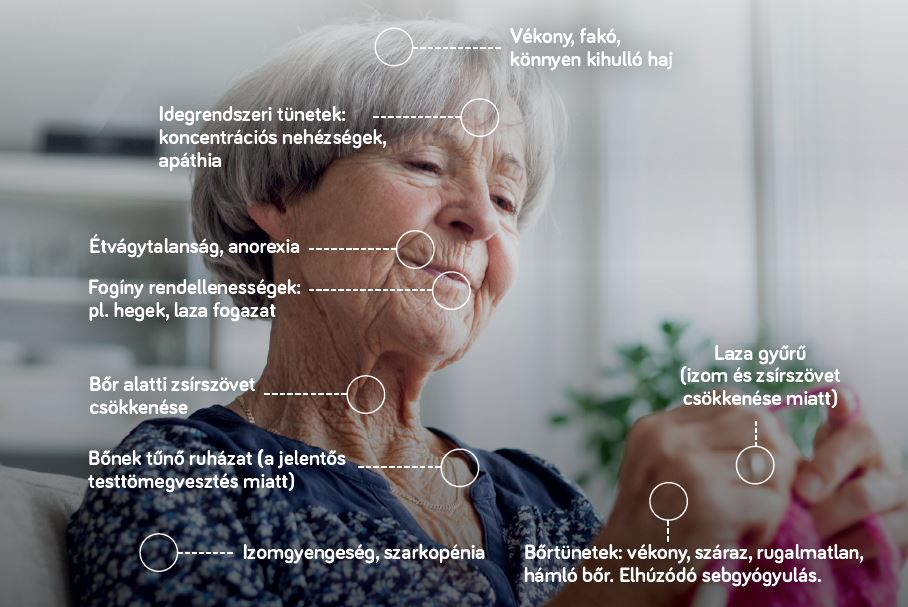 Vékony, fakó,
könnyen kihulló haj
Idegrendszeri tünetek:
koncentrációs nehézségek,
apáthia
Étvágytalanság, anorexia
Fogíny rendellenességek:
pl. hegek, laza fogazat
Laza gyűrű
(izom és zsírszövet
csökkenése miatt)
Bőr alatti zsírszövet
csökkenése
Bőnek tűnő ruházat (a jelentős
testtömegvesztés miatt)
Izomgyengeség, szarkopénia
Bőrtünetek: vékony, száraz, rugalmatlan,
hámló bőr. Elhúzódó sebgyógyulás.